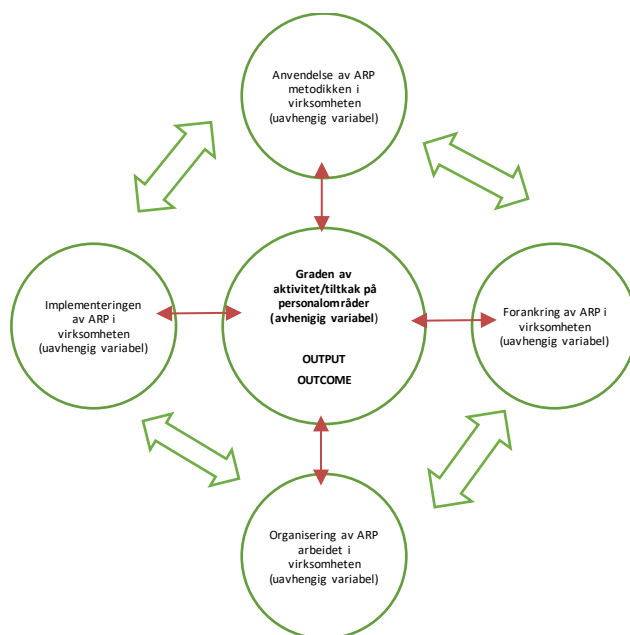 Anvendelse av ARP
metodikken i
virksomheten
(uavhengig variabel)
Graden av
aktivitet/tiltkak på
personalområder
(avhenigig variabel)
OUTPUT
OUTCOME
Implementeringen
av ARP i
virksomheten
(uavhengig variabel)
Forankring av ARP i
virksomheten
(uavhengig variabel)
Organisering av ARP
arbeidet i
virksomheten
(uavhengig variabel)